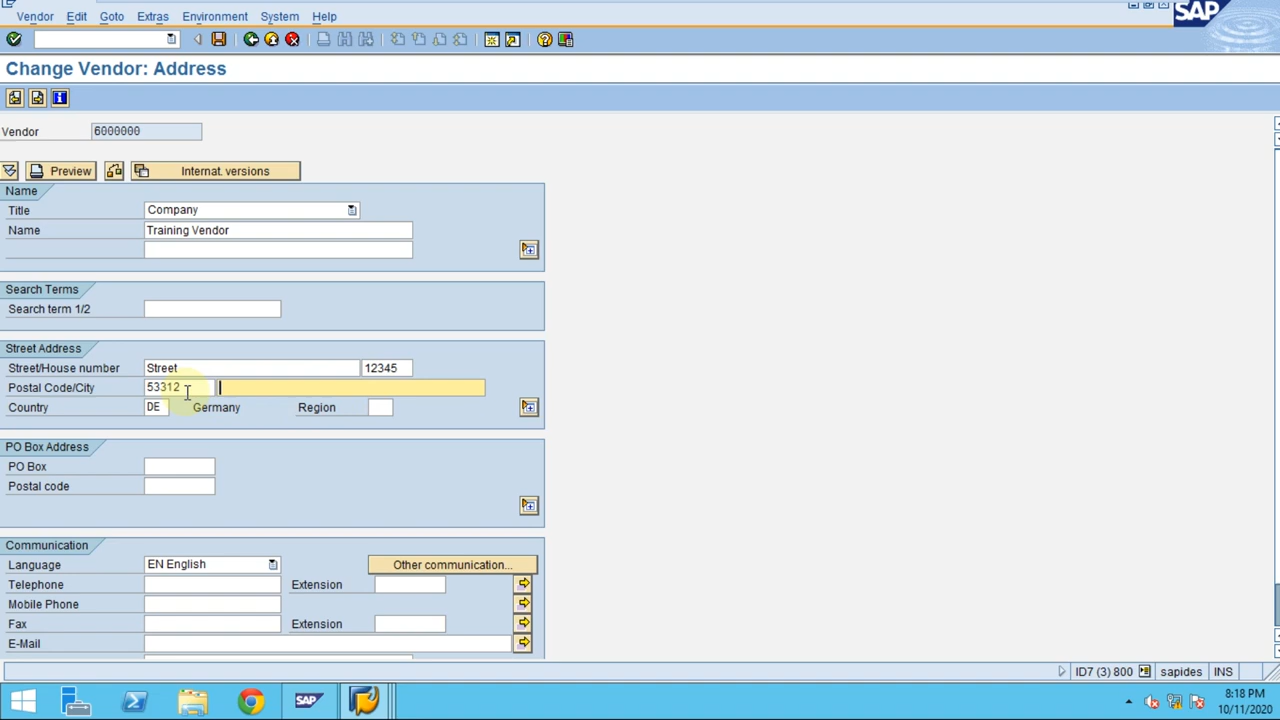 Vendor Edit Goto Extras Environment System Help
SAP
Change Vendor: Address
Vendor 6000000
Preview Internat. versions
Name
Title Company
Name Training Vendor
Search Terms
Search term 1/2
Street Address
Street/House number Street 12345
Postal Code/City 53312
Country DE Germany Region
PO Box Address
PO Box
Postal code
Communication
Language EN English Other communication...
Telephone Extension
Mobile Phone
Fax Extension
E-Mail
ID7 (3) 800 sapides INS
SAP
8:18 PM
10/11/2020